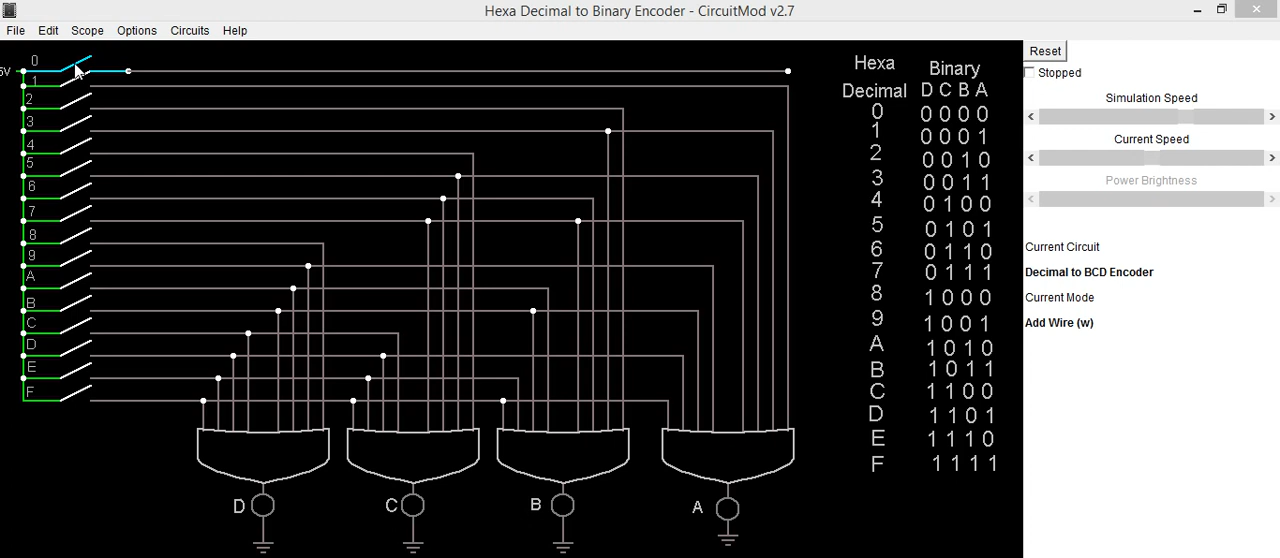 Hexa Decimal to Binary Encoder - CircuitMod v2.7
File Edit Scope Circuits Help
5V
0
1
2
3
4
5
6
7
8
9
A
B
C
D
E
F
D
C
B
A
Hexa Decimal
Binary
D C B A
0 0 0 0 0
1 0 0 0 1
2 0 0 1 0
3 0 0 1 1
4 0 1 0 0
5 0 1 0 1
6 0 1 1 0
7 0 1 1 1
8 1 0 0 0
9 1 0 0 1
A 1 0 1 0
B 1 0 1 1
C 1 1 0 0
D 1 1 0 1
E 1 1 1 0
F 1 1 1 1
Reset
Stopped
Simulation Speed
Current Speed
Power Brightness
Current Circuit
Decimal to BCD Encoder
Current Mode
Add Wire (w)